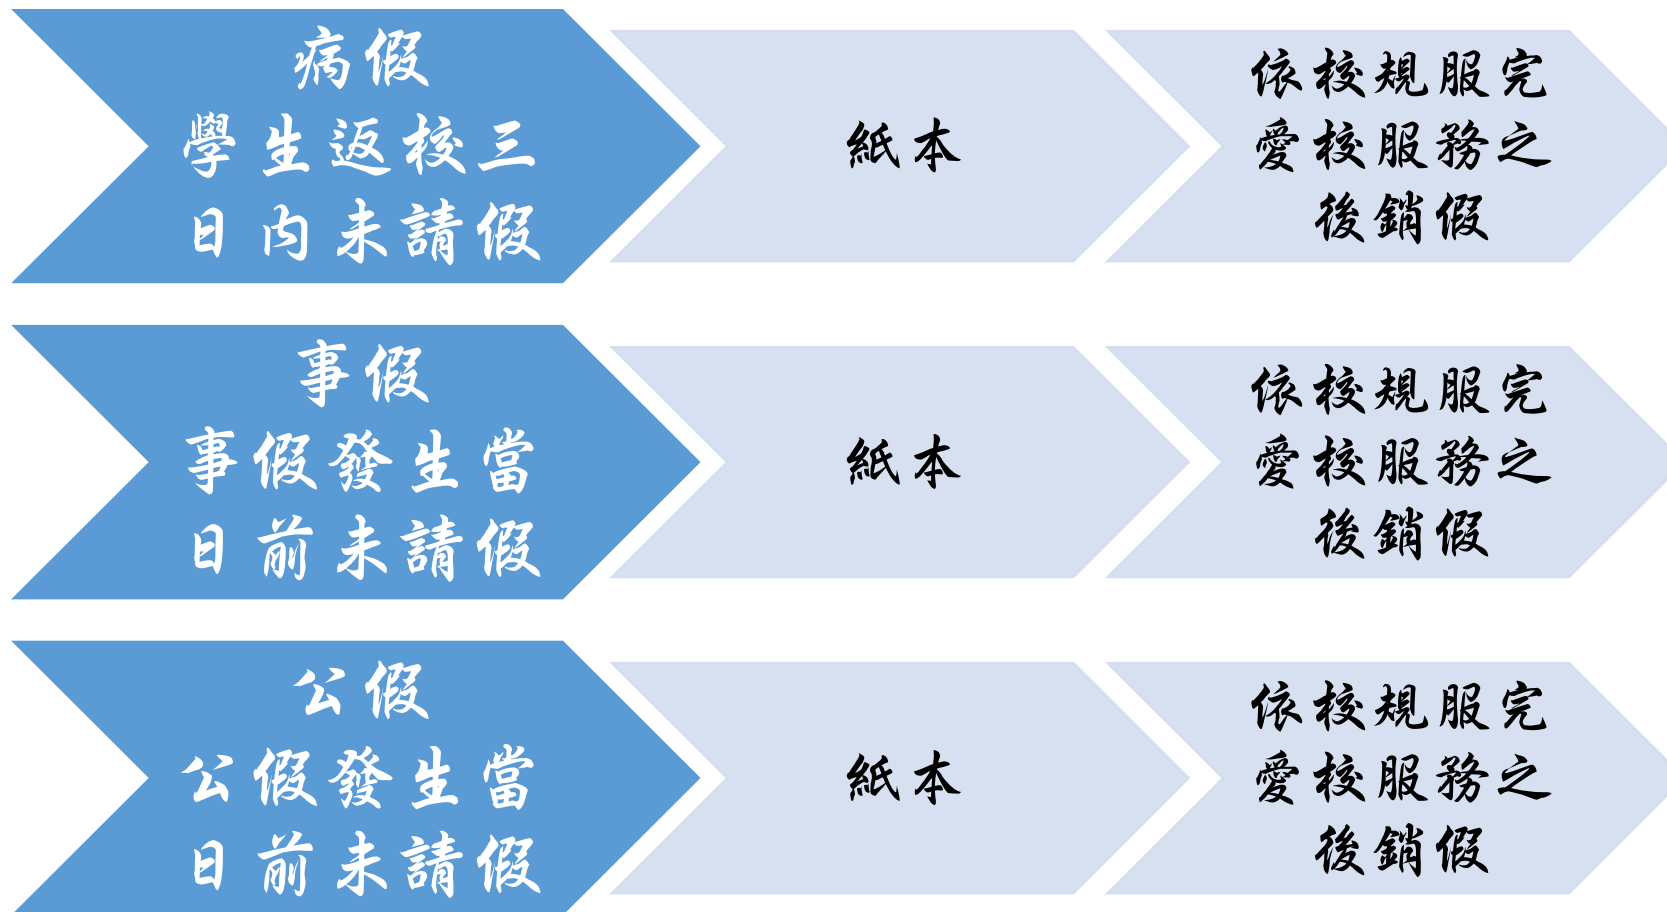 病假
學生返校三
日內未請假
紙本
依校規服完
愛校服務之
後銷假
事假
事假發生當
日前未請假
紙本
依校規服完
愛校服務之
後銷假
公假
公假發生當
日前未請假
紙本
依校規服完
愛校服務之
後銷假